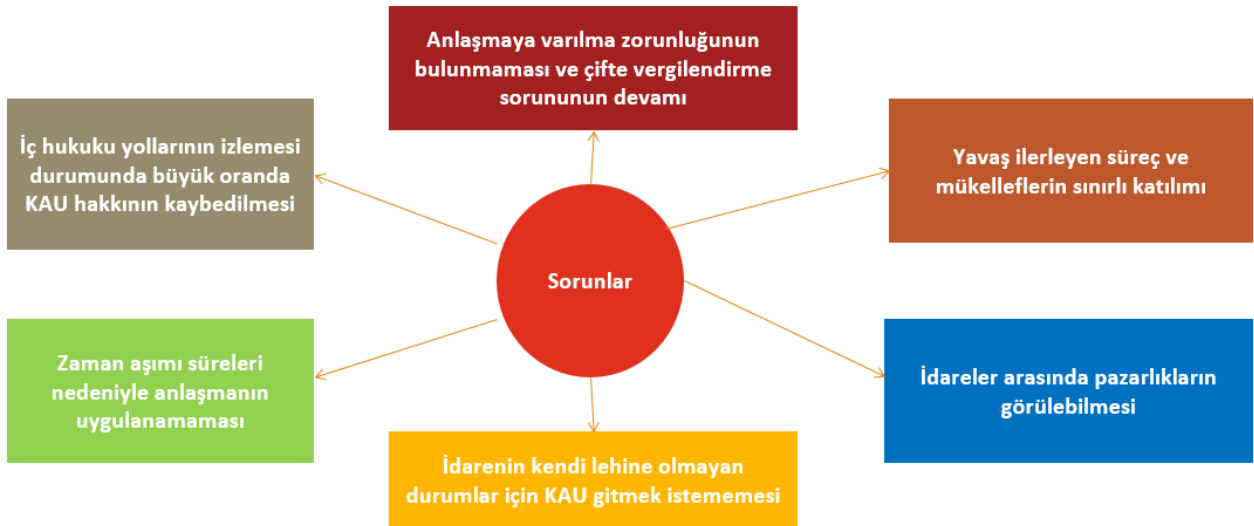 Anlaşmaya varılma zorunluğunun
bulunmaması ve çifte vergilendirme
sorununun devamı
İç hukuku yollarının izlemesi
durumunda büyük oranda
KAU hakkının kaybedilmesi
Yavaş ilerleyen süreç ve
mükelleflerin sınırlı katılımı
Sorunlar
Zaman aşımı süreleri
nedeniyle anlaşmanın
uygulanamaması
İdareler arasında pazarlıkların
görülebilmesi
İdarenin kendi lehine olmayan
durumlar için KAU gitmek istememesi